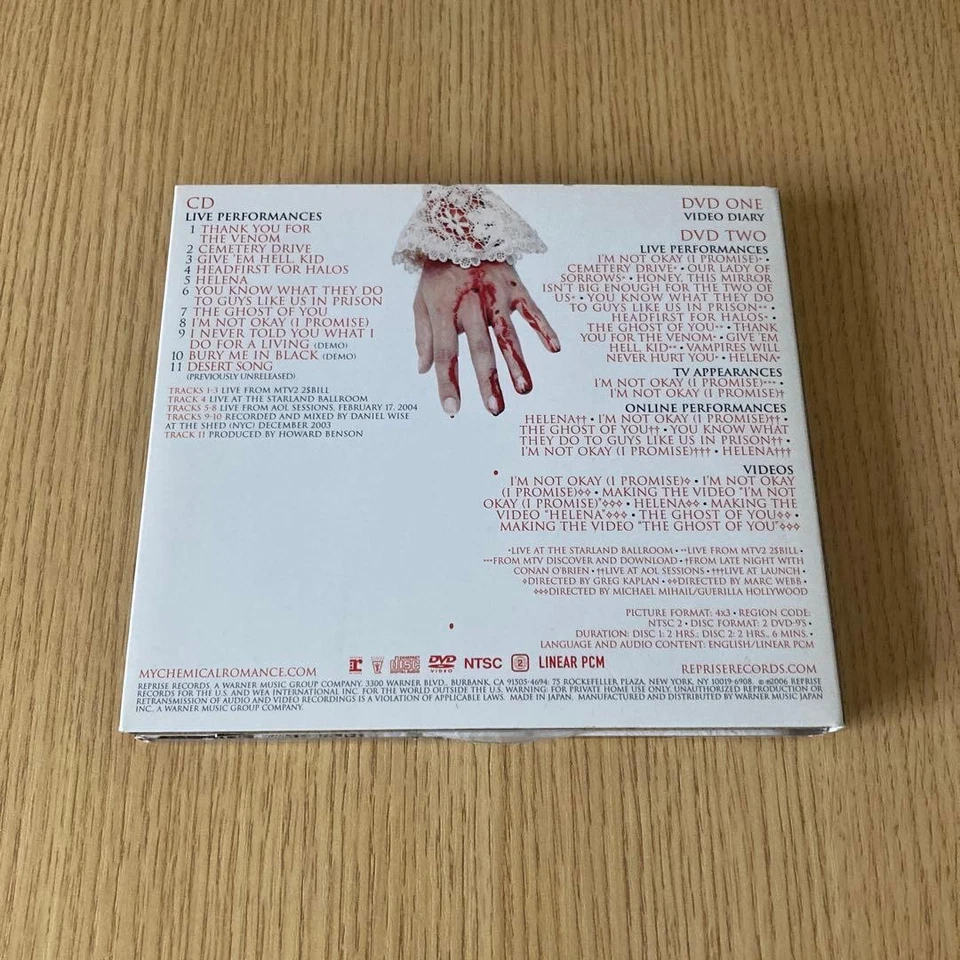 CD
LIVE PERFORMANCES
1 THANK YOU FOR
THE VENOM
2 CEMETERY DRIVE
3 GIVE 'EM HELL, KID
4 HEADFIRST FOR HALOS
5 HELENA
6 YOU KNOW WHAT THEY DO
TO GUYS LIKE US IN PRISON
7 THE GHOST OF YOU
8 I'M NOT OKAY (I PROMISE)
9 I NEVER TOLD YOU WHAT I
DO FOR A LIVING (DEMO)
10 BURY ME IN BLACK (DEMO)
11 DESERT SONG
(PREVIOUSLY UNRELEASED)
TRACKS 1-3 LIVE FROM MTV2 2$BILL
TRACK 4 LIVE AT THE STARLAND BALLROOM
TRACKS 5-8 LIVE FROM AOL SESSIONS, FEBRUARY 17, 2004
TRACKS 9-10 RECORDED AND MIXED BY DANIEL WISE
AT THE SHED (NYC) DECEMBER 2003
TRACK 11 PRODUCED BY HOWARD BENSON
DVD ONE
VIDEO DIARY
DVD TWO
LIVE PERFORMANCES
I'M NOT OKAY (I PROMISE)* •
CEMETERY DRIVE* • OUR LADY OF
SORROWS* • HONEY, THIS MIRROR
ISN'T BIG ENOUGH FOR THE TWO OF
US* • YOU KNOW WHAT THEY DO
TO GUYS LIKE US IN PRISON** •
HEADFIRST FOR HALOS* •
THE GHOST OF YOU** • THANK
YOU FOR THE VENOM* • GIVE 'EM
HELL, KID** • VAMPIRES WILL
NEVER HURT YOU* • HELENA*
TV APPEARANCES
I'M NOT OKAY (I PROMISE)*** •
I'M NOT OKAY (I PROMISE)†
ONLINE PERFORMANCES
HELENA†† • I'M NOT OKAY (I PROMISE)†† •
THE GHOST OF YOU†† • YOU KNOW WHAT
THEY DO TO GUYS LIKE US IN PRISON†† •
I'M NOT OKAY (I PROMISE)††† • HELENA†††
VIDEOS
I'M NOT OKAY (I PROMISE)◊ • I'M NOT OKAY
(I PROMISE)◊◊ • MAKING THE VIDEO "I'M NOT
OKAY (I PROMISE)"◊◊◊ • HELENA◊◊ • MAKING THE
VIDEO "HELENA"◊◊◊ • THE GHOST OF YOU◊◊ •
MAKING THE VIDEO "THE GHOST OF YOU"◊◊◊
*LIVE AT THE STARLAND BALLROOM • **LIVE FROM MTV2 2$BILL •
***FROM MTV DISCOVER AND DOWNLOAD • †FROM LATE NIGHT WITH
CONAN O'BRIEN • ††LIVE AT AOL SESSIONS • †††LIVE AT LAUNCH •
◊DIRECTED BY GREG KAPLAN • ◊◊DIRECTED BY MARC WEBB •
◊◊◊DIRECTED BY MICHAEL MIHAIL/GUERILLA HOLLYWOOD
PICTURE FORMAT: 4x3 • REGION CODE:
NTSC 2 • DISC FORMAT: 2 DVD-9'S •
DURATION: DISC 1: 2 HRS.; DISC 2: 2 HRS., 6 MINS. •
LANGUAGE AND AUDIO CONTENT: ENGLISH/LINEAR PCM
MYCHEMICALROMANCE.COM
COMPACT disc DVD VIDEO NTSC 2 LINEAR PCM
REPRISERECORDS.COM
REPRISE RECORDS, A WARNER MUSIC GROUP COMPANY, 3300 WARNER BLVD., BURBANK, CA 91505-4694; 75 ROCKEFELLER PLAZA, NEW YORK, NY 10019-6908. ℗©2006 REPRISE
RECORDS FOR THE U.S. AND WEA INTERNATIONAL INC. FOR THE WORLD OUTSIDE THE U.S. WARNING: FOR PRIVATE HOME USE ONLY. UNAUTHORIZED REPRODUCTION OR
RETRANSMISSION OF AUDIO AND VIDEO RECORDINGS IS A VIOLATION OF APPLICABLE LAWS. MADE IN JAPAN. MANUFACTURED AND DISTRIBUTED BY WARNER MUSIC JAPAN
INC. A WARNER MUSIC GROUP COMPANY.